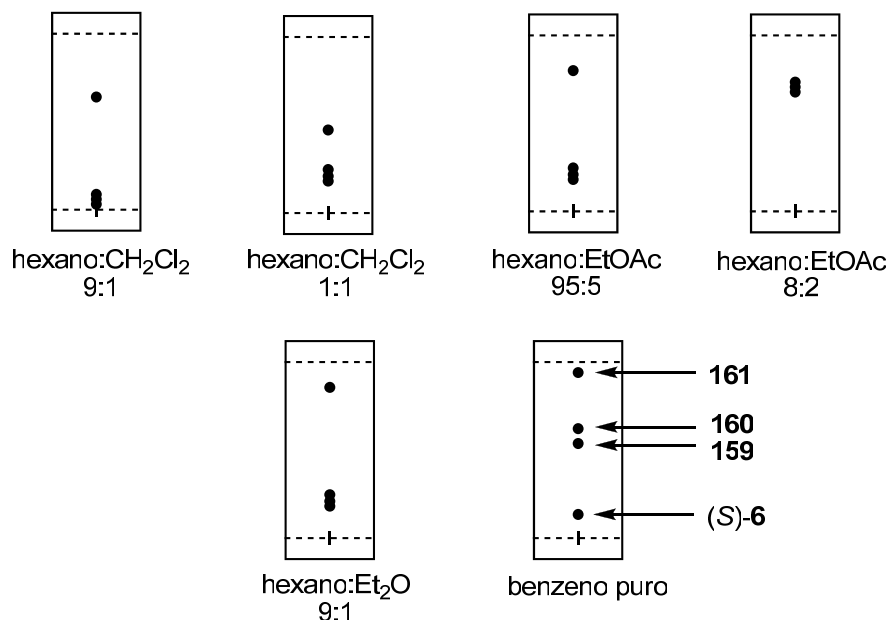 hexano:CH₂Cl₂
9:1
hexano:CH₂Cl₂
1:1
hexano:EtOAc
95:5
hexano:EtOAc
8:2
hexano:Et₂O
9:1
161
160
159
(S)-6
benzeno puro